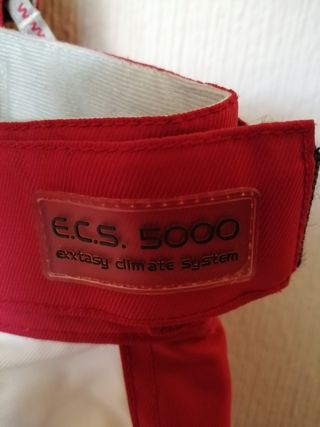 E.C.S. 5000
exxtasy climate system